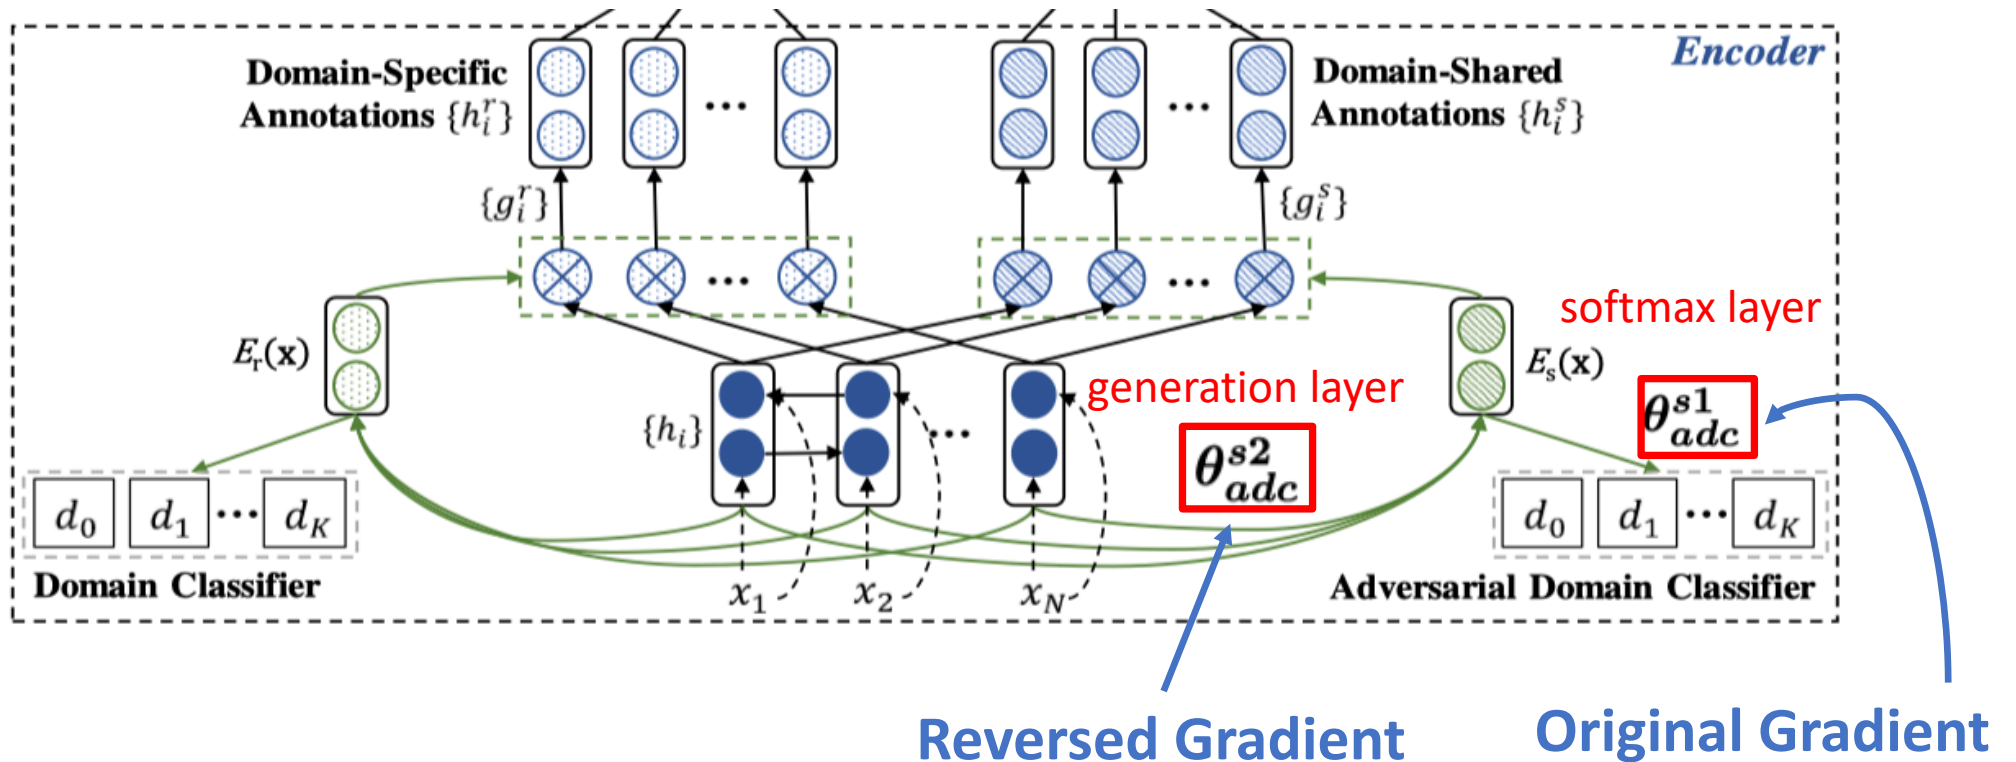 Encoder
Domain-Specific
Annotations {h_i^r}
Domain-Shared
Annotations {h_i^s}
...
...
{g_i^r}
{g_i^s}
...
...
softmax layer
E_r(x)
E_s(x)
generation layer
θ_adc^s1
{h_i}
...
θ_adc^s2
d_0 d_1 ... d_K
d_0 d_1 ... d_K
Domain Classifier
x_1 x_2 x_N
Adversarial Domain Classifier
Reversed Gradient
Original Gradient